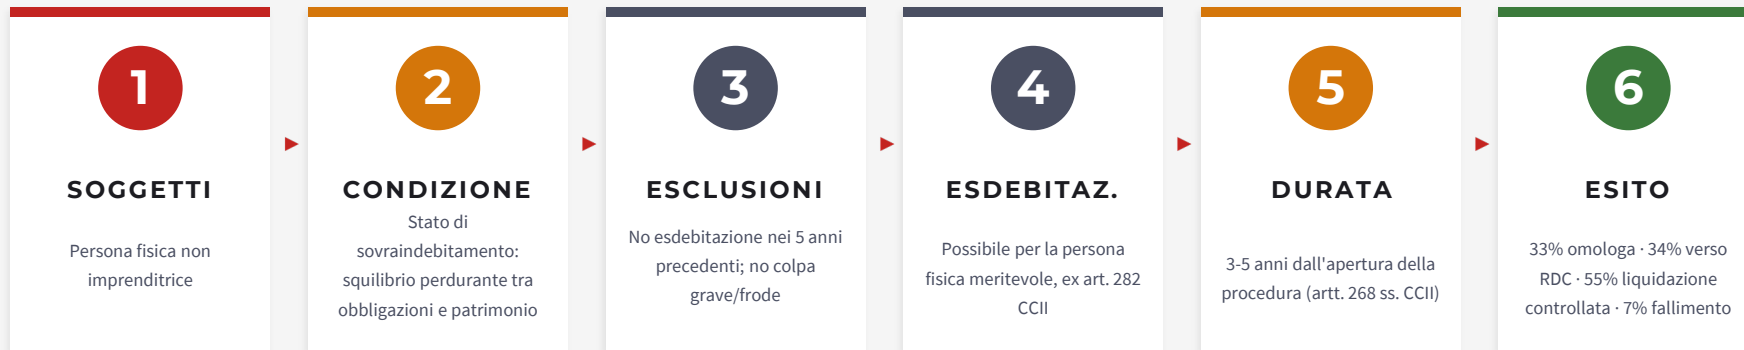 1
SOGGETTI
Persona fisica non
imprenditrice
2
CONDIZIONE
Stato di
sovraindebitamento:
squilibrio perdurante tra
obbligazioni e patrimonio
3
ESCLUSIONI
No esdebitazione nei 5 anni
precedenti; no colpa
grave/frode
4
ESDEBITAZ.
Possibile per la persona
fisica meritevole, ex art. 282
CCII
5
DURATA
3-5 anni dall'apertura della
procedura (artt. 268 ss. CCII)
6
ESITO
33% omologa · 34% verso
RDC · 55% liquidazione
controllata · 7% fallimento